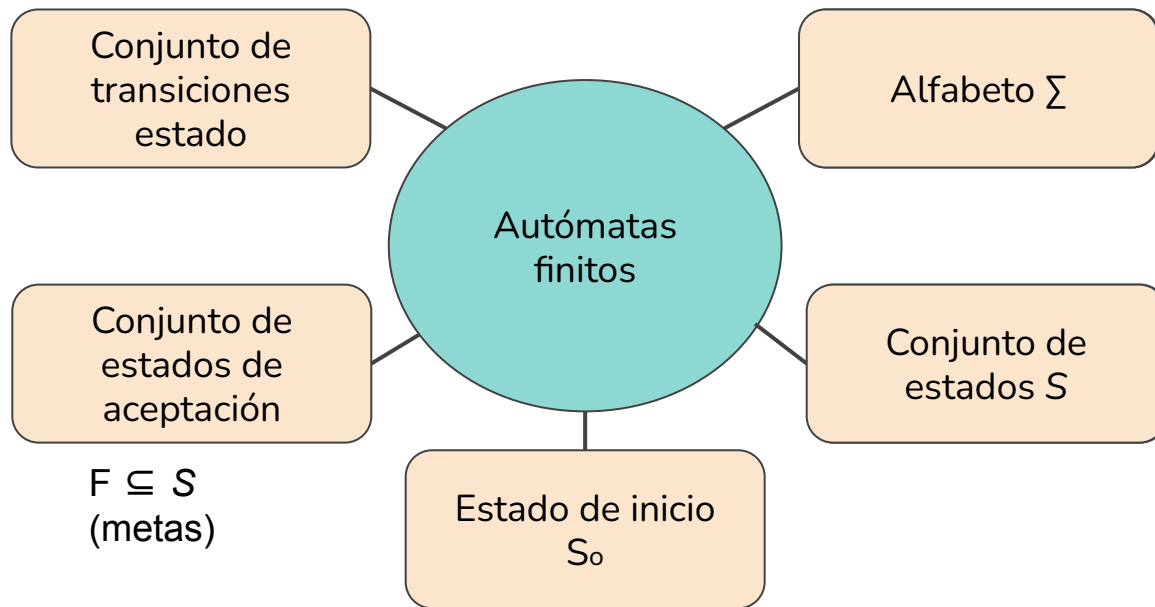 Conjunto de
transiciones
estado
Alfabeto ∑
Autómatas
finitos
Conjunto de
estados de
aceptación
Conjunto de
estados S
F ⊆ S
(metas)
Estado de inicio
S₀